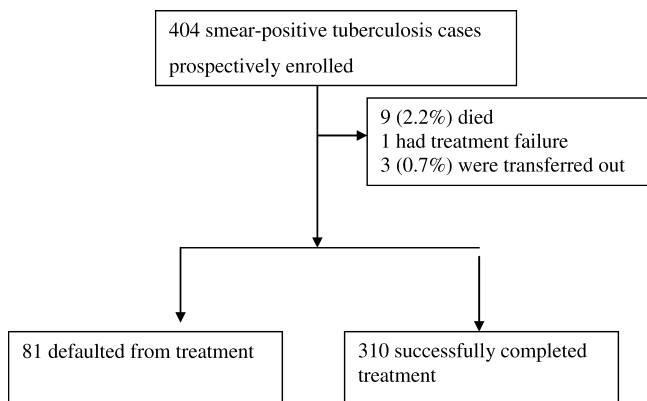 404 smear-positive tuberculosis cases
prospectively enrolled
9 (2.2%) died
1 had treatment failure
3 (0.7%) were transferred out
81 defaulted from treatment
310 successfully completed
treatment